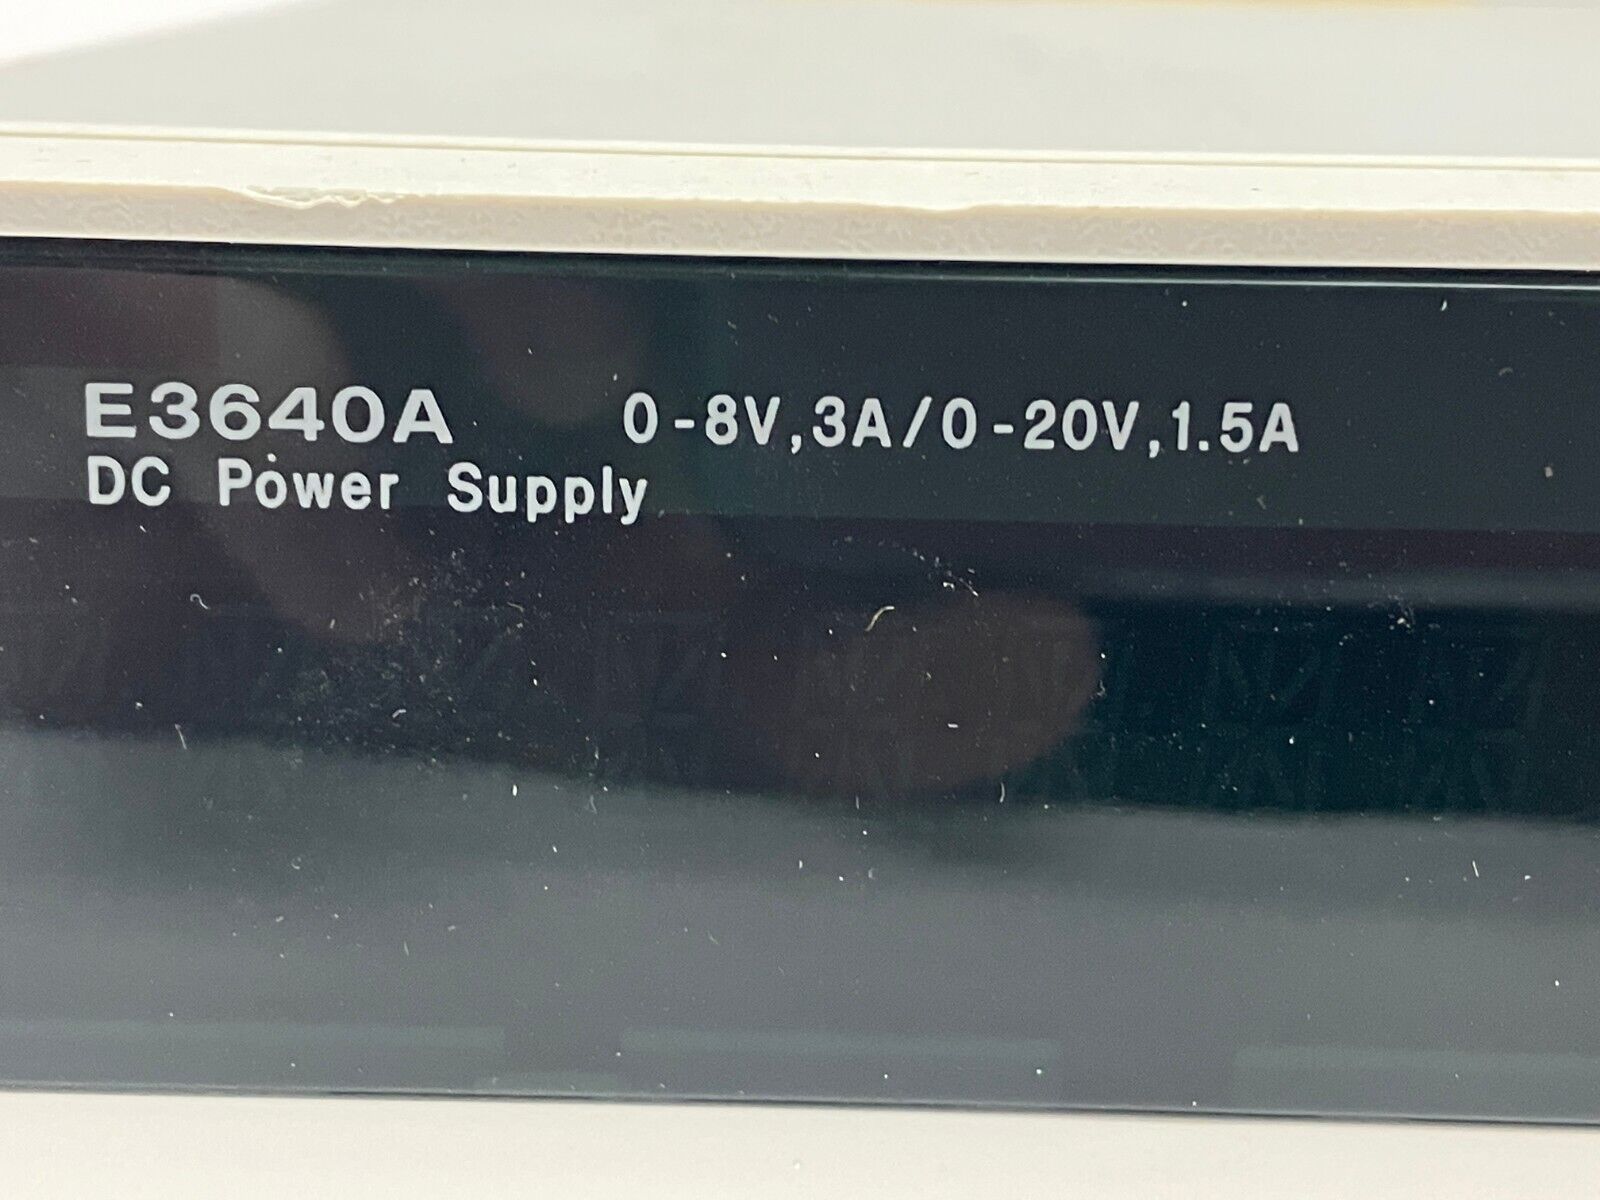 E3640A 0-8V,3A/0-20V,1.5A
DC Power Supply